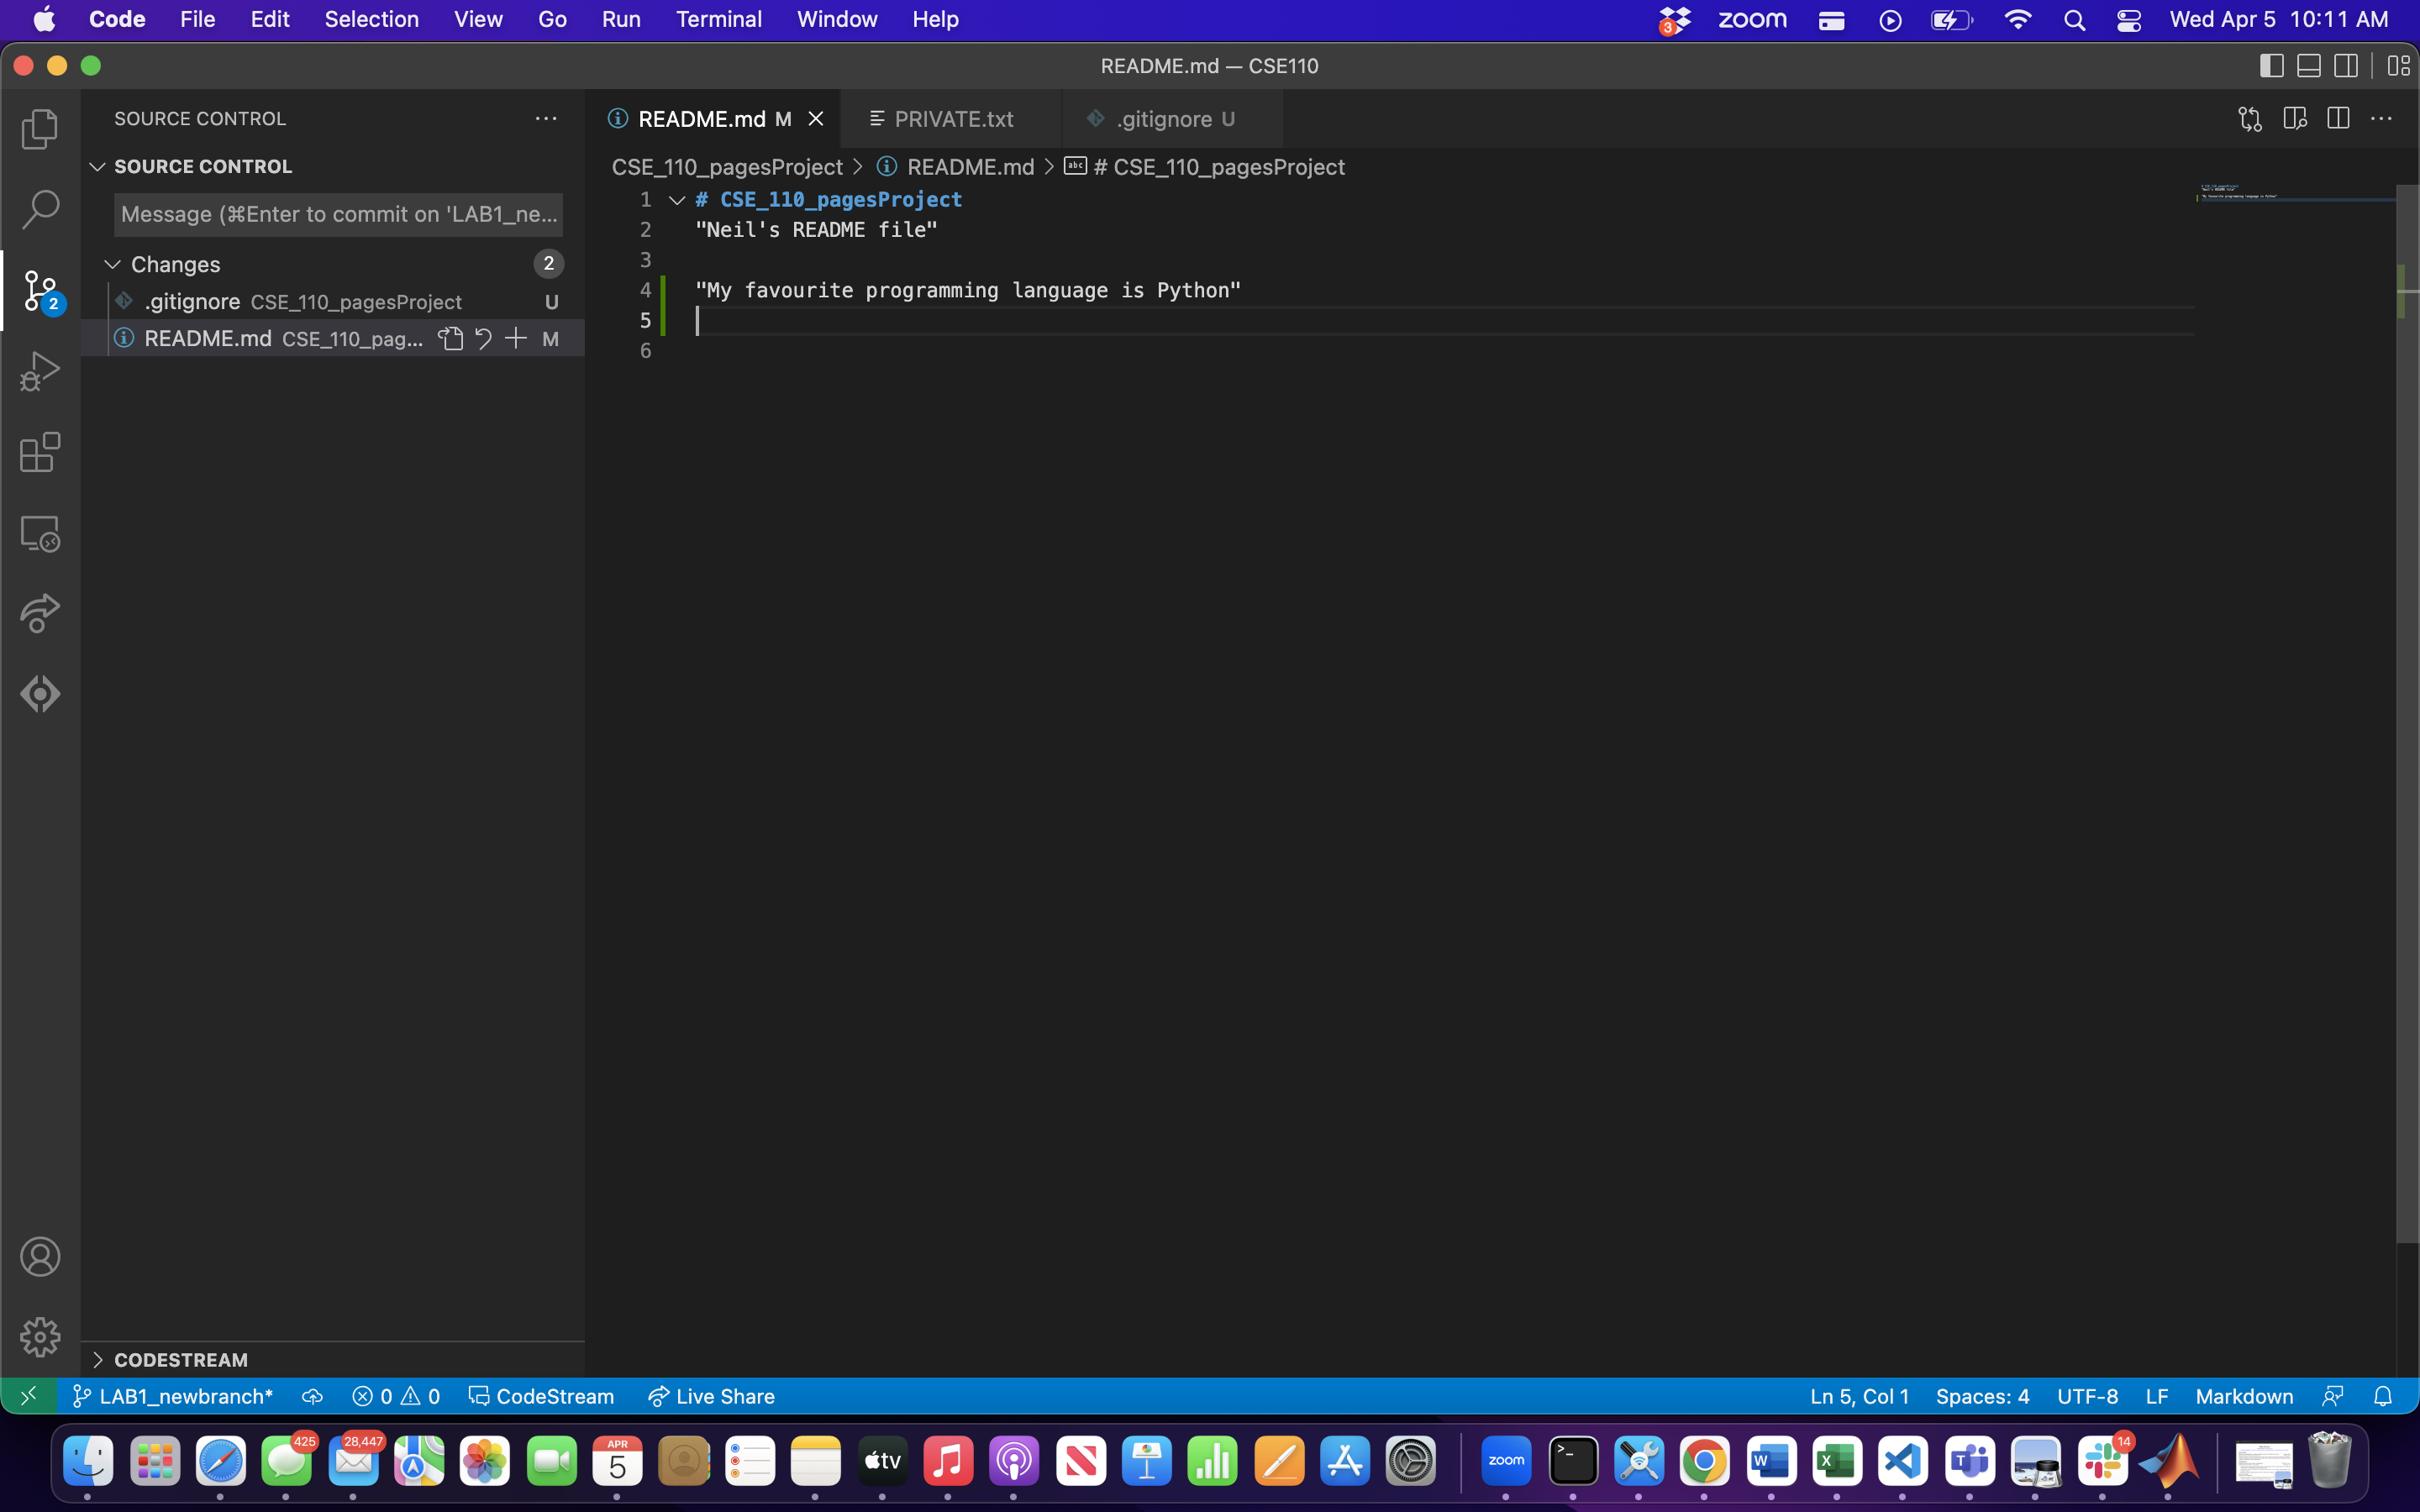 Code File Edit Selection View Go Run Terminal Window Help 3 zoom Wed Apr 5 10:11 AM
README.md — CSE110
SOURCE CONTROL ...
README.md M
PRIVATE.txt
.gitignore U
SOURCE CONTROL
CSE_110_pagesProject > README.md > abc # CSE_110_pagesProject
Message (⌘Enter to commit on 'LAB1_ne...
1 # CSE_110_pagesProject
2 "Neil's README file"
3
4 "My favourite programming language is Python"
5
6
Changes 2
.gitignore CSE_110_pagesProject U
README.md CSE_110_pag... M
2
CODESTREAM
LAB1_newbranch* 0 0 CodeStream Live Share Ln 5, Col 1 Spaces: 4 UTF-8 LF Markdown
425
28,447
APR
5
tv
zoom
>_
W
X
T
14